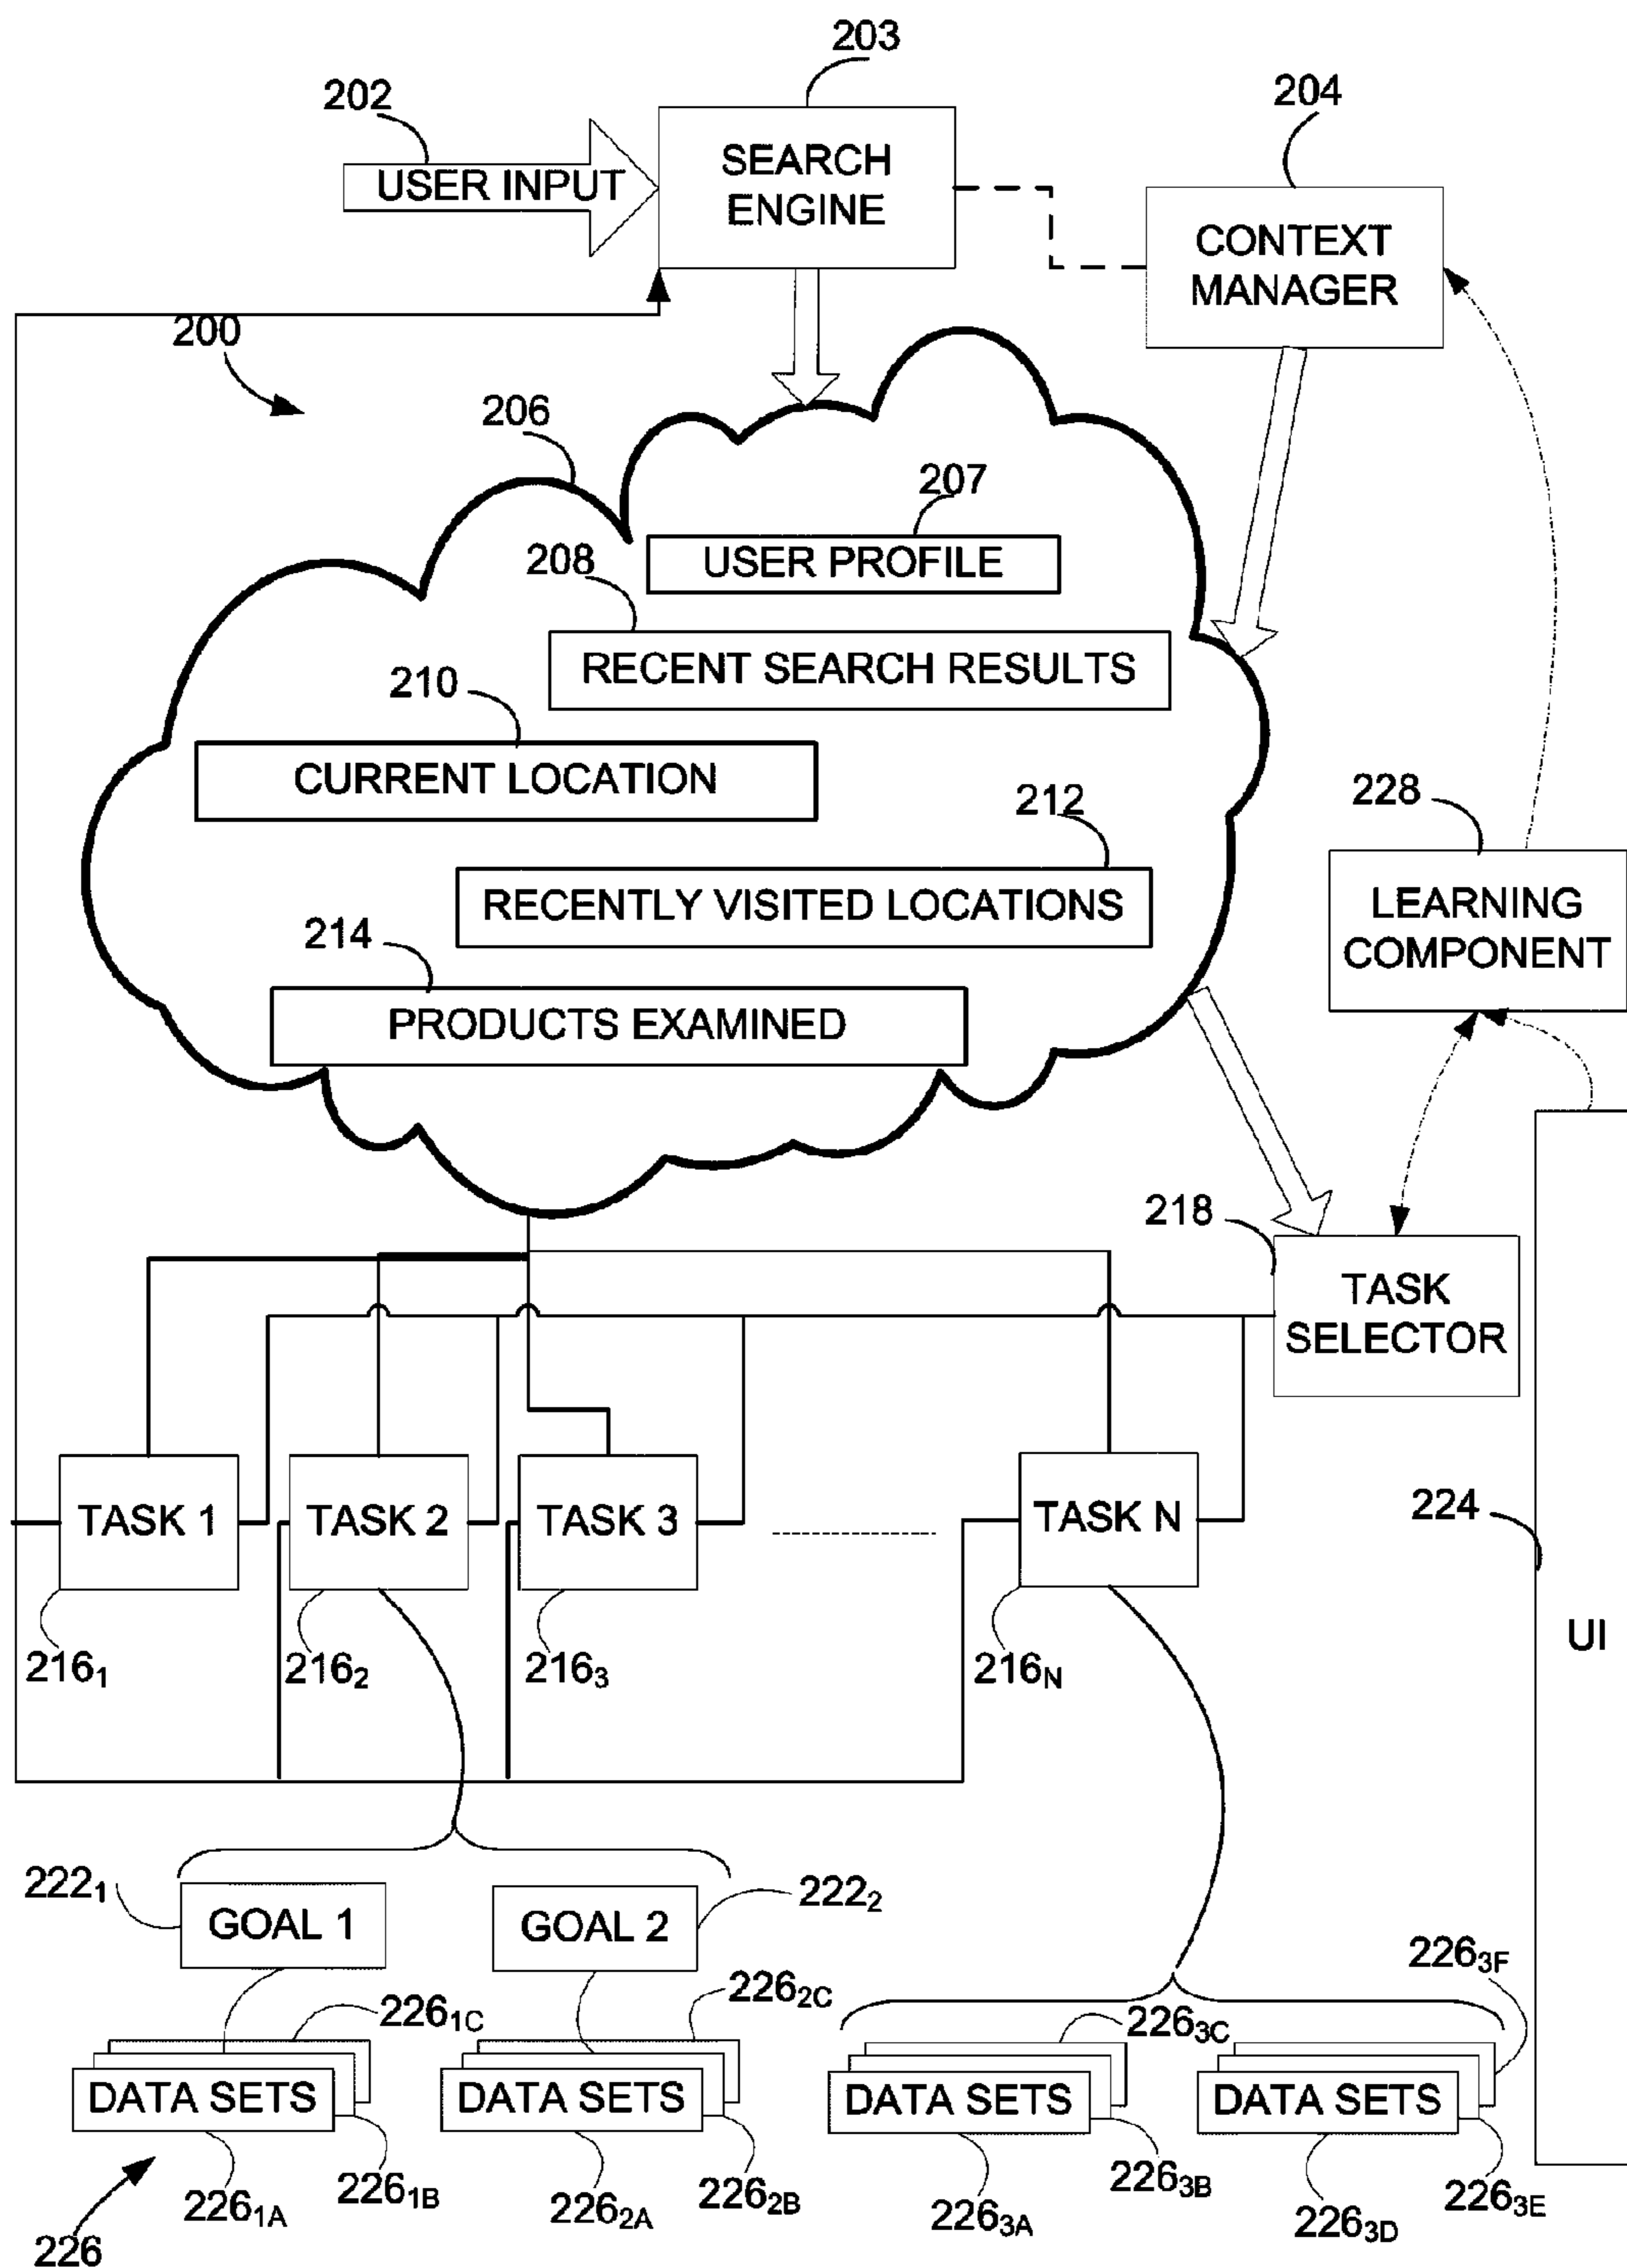 203
202
204
USER INPUT
SEARCH
ENGINE
CONTEXT
MANAGER
200
206
207
USER PROFILE
208
RECENT SEARCH RESULTS
210
CURRENT LOCATION
212
RECENTLY VISITED LOCATIONS
214
PRODUCTS EXAMINED
228
LEARNING
COMPONENT
218
TASK
SELECTOR
TASK 1
TASK 2
TASK 3
TASK N
224
UI
216₁
216₂
216₃
216N
222₁
GOAL 1
GOAL 2
222₂
2261C
2262C
2263C
2263F
DATA SETS
DATA SETS
DATA SETS
DATA SETS
2261A
2261B
2262A
2262B
2263A
2263B
2263D
2263E
226